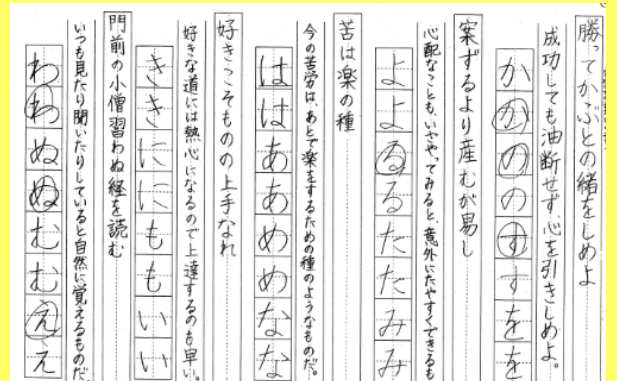 勝ってかぶとの緒をしめよ
成功しても油断せず、心を引きしめよ。
かかののすすをを
案ずるより産むが易し
心配なことも、いややってみると、意外にたやすくできるも
よよるるたたみみ
苦は楽の種
今の苦労は、あとで楽をするための種のようなものだ。
ははああめめなな
好きこそものの上手なれ
好きな道には熱心になるので上達するのも早い。
ききににももいい
門前の小僧習わぬ経を読む
いつも見たり聞いたりしていると自然に覚えるものだ。
わわぬぬむむええ